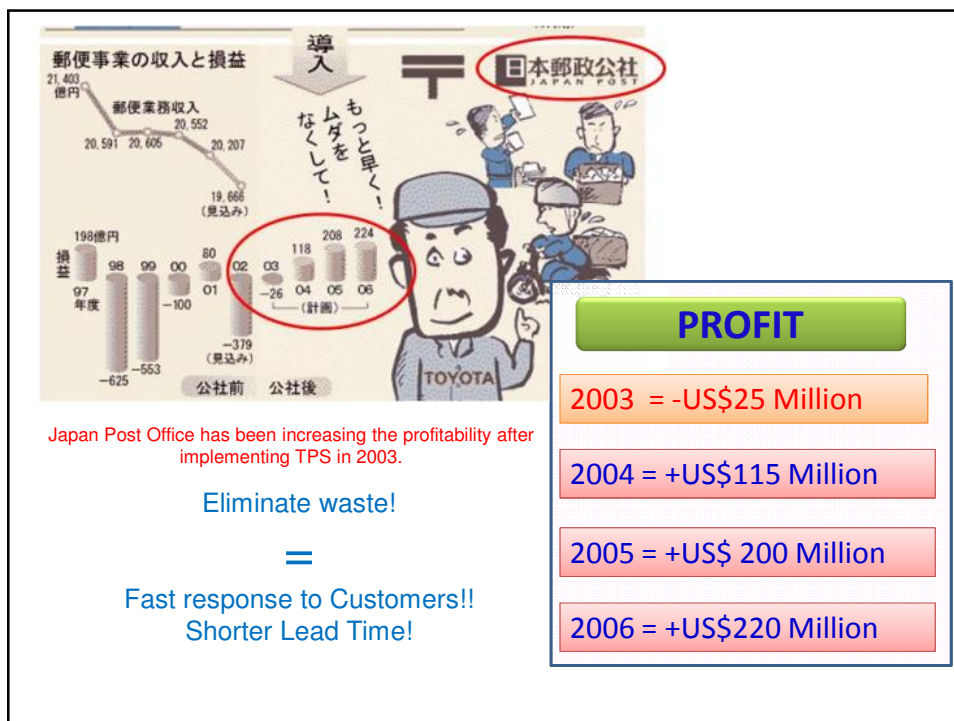 郵便事業の収入と損益
導入
日本郵政公社
JAPAN POST
21,403
億円
郵便業務収入
20,591
20,605
20,552
20,207
19,666
(見込み)
もっと早く！
ムダを
なくして！
損益
198億円
97
年度
98
99
00
80
01
02
03
118
04
208
05
224
06
−26
(計画)
−100
−379
(見込み)
−553
−625
公社前
公社後
TOYOTA
Japan Post Office has been increasing the profitability after
implementing TPS in 2003.
Eliminate waste!
=
Fast response to Customers!!
Shorter Lead Time!
PROFIT
2003 = -US$25 Million
2004 = +US$115 Million
2005 = +US$ 200 Million
2006 = +US$220 Million